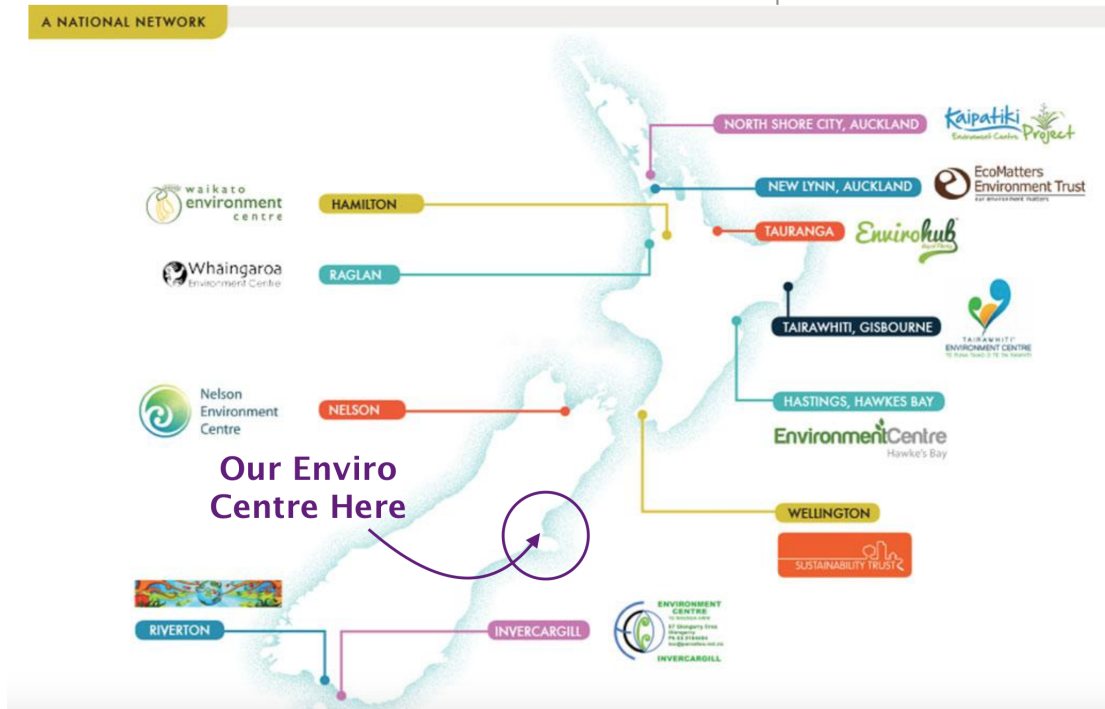 A NATIONAL NETWORK
NORTH SHORE CITY, AUCKLAND
Kaipatiki
Environment Centre Project
NEW LYNN, AUCKLAND
EcoMatters
Environment Trust
our environment matters
waikato
environment
centre
HAMILTON
TAURANGA
Envirohub
Whaingaroa
Environment Centre
RAGLAN
TAIRAWHITI, GISBOURNE
TAIRAWHITI
ENVIRONMENT CENTRE
Nelson
Environment
Centre
NELSON
HASTINGS, HAWKES BAY
EnvironmentCentre
Hawke's Bay
Our Enviro
Centre Here
WELLINGTON
SUSTAINABILITY TRUST
RIVERTON
INVERCARGILL
ENVIRONMENT
CENTRE
INVERCARGILL